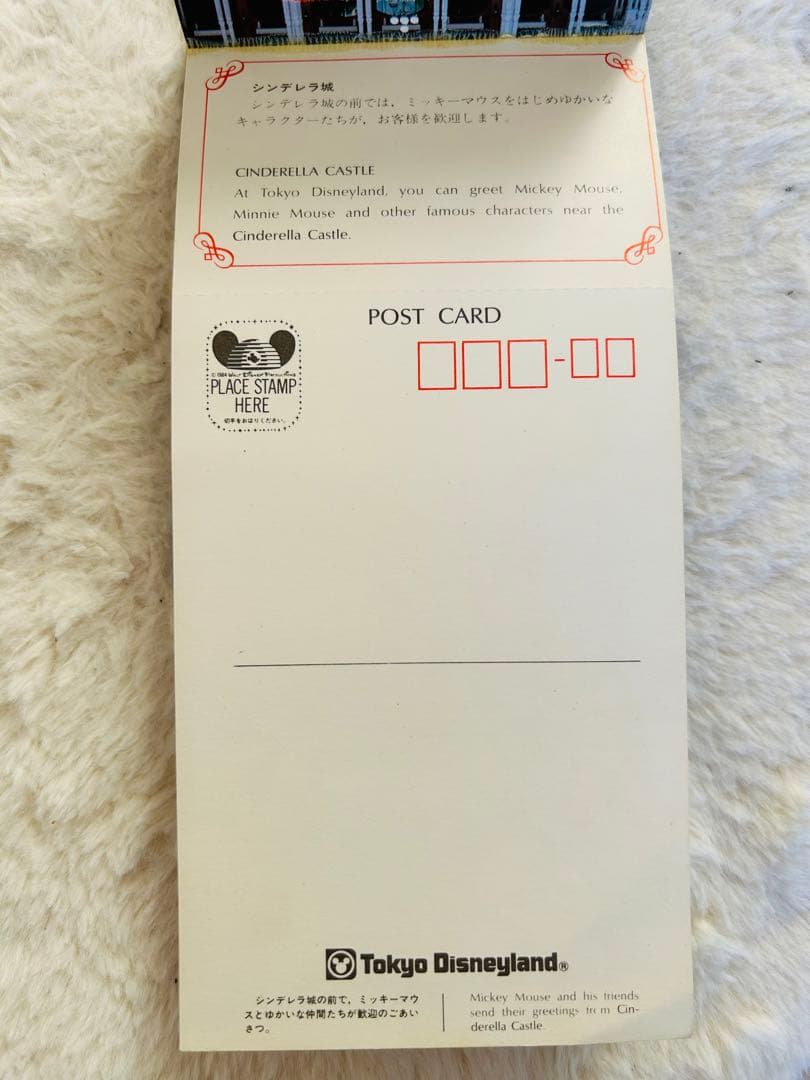 シンデレラ城
シンデレラ城の前では，ミッキーマウスをはじめゆかいな
キャラクターたちが，お客様を歓迎します。
CINDERELLA CASTLE
At Tokyo Disneyland, you can greet Mickey Mouse,
Minnie Mouse and other famous characters near the
Cinderella Castle.
POST CARD
© 1984 WALT DISNEY PRODUCTIONS
PLACE STAMP
HERE
切手をおはりください。
Tokyo Disneyland®
シンデレラ城の前で，ミッキーマウ
スとゆかいな仲間たちが歓迎のごあい
さつ。
Mickey Mouse and his friends
send their greetings from Cin-
derella Castle.